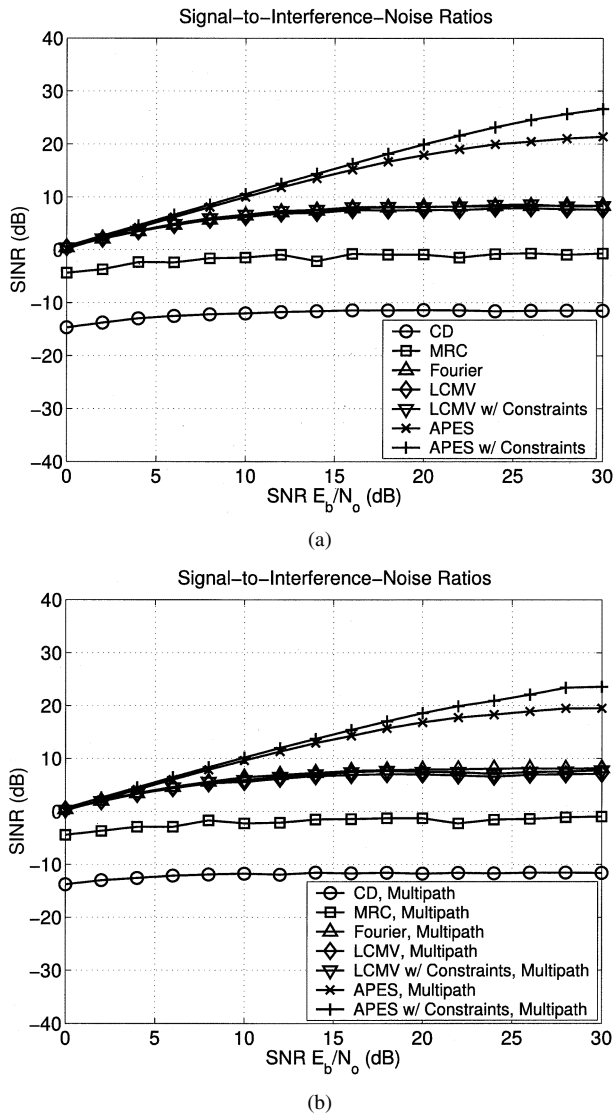 Signal-to-Interference-Noise Ratios
40
30
20
10
0
-10
-20
-30
-40
SINR (dB)
CD
MRC
Fourier
LCMV
LCMV w/ Constraints
APES
APES w/ Constraints
0 5 10 15 20 25 30
SNR E_b/N_o (dB)
(a)
Signal-to-Interference-Noise Ratios
40
30
20
10
0
-10
-20
-30
-40
SINR (dB)
CD, Multipath
MRC, Multipath
Fourier, Multipath
LCMV, Multipath
LCMV w/ Constraints, Multipath
APES, Multipath
APES w/ Constraints, Multipath
0 5 10 15 20 25 30
SNR E_b/N_o (dB)
(b)